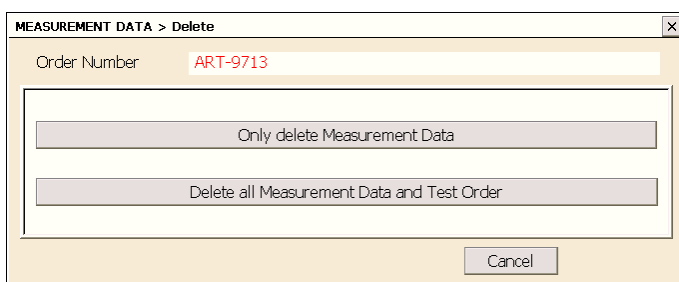 MEASUREMENT DATA > Delete
Order Number ART-9713
Only delete Measurement Data
Delete all Measurement Data and Test Order
Cancel